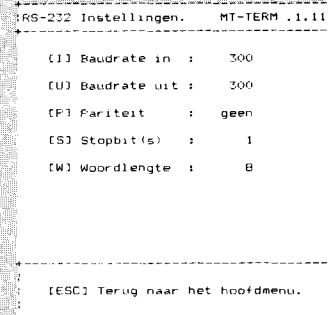 RS-232 Instellingen. MT-TERM .1.11
[I] Baudrate in : 300
[U] Baudrate uit : 300
[P] Pariteit : geen
[S] Stopbit(s) : 1
[W] Woordlengte : 8
[ESC] Terug naar het hoofdmenu.